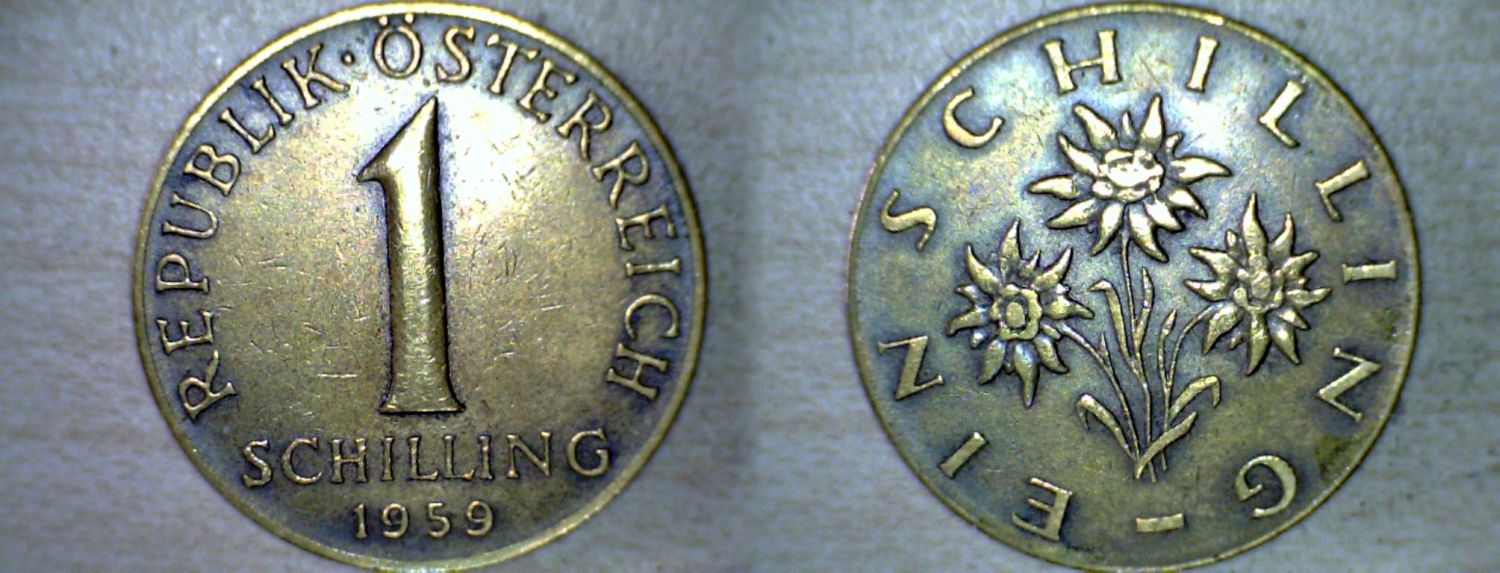 REPUBLIK · ÖSTERREICH
1
SCHILLING
1959
EIN SCHILLING -